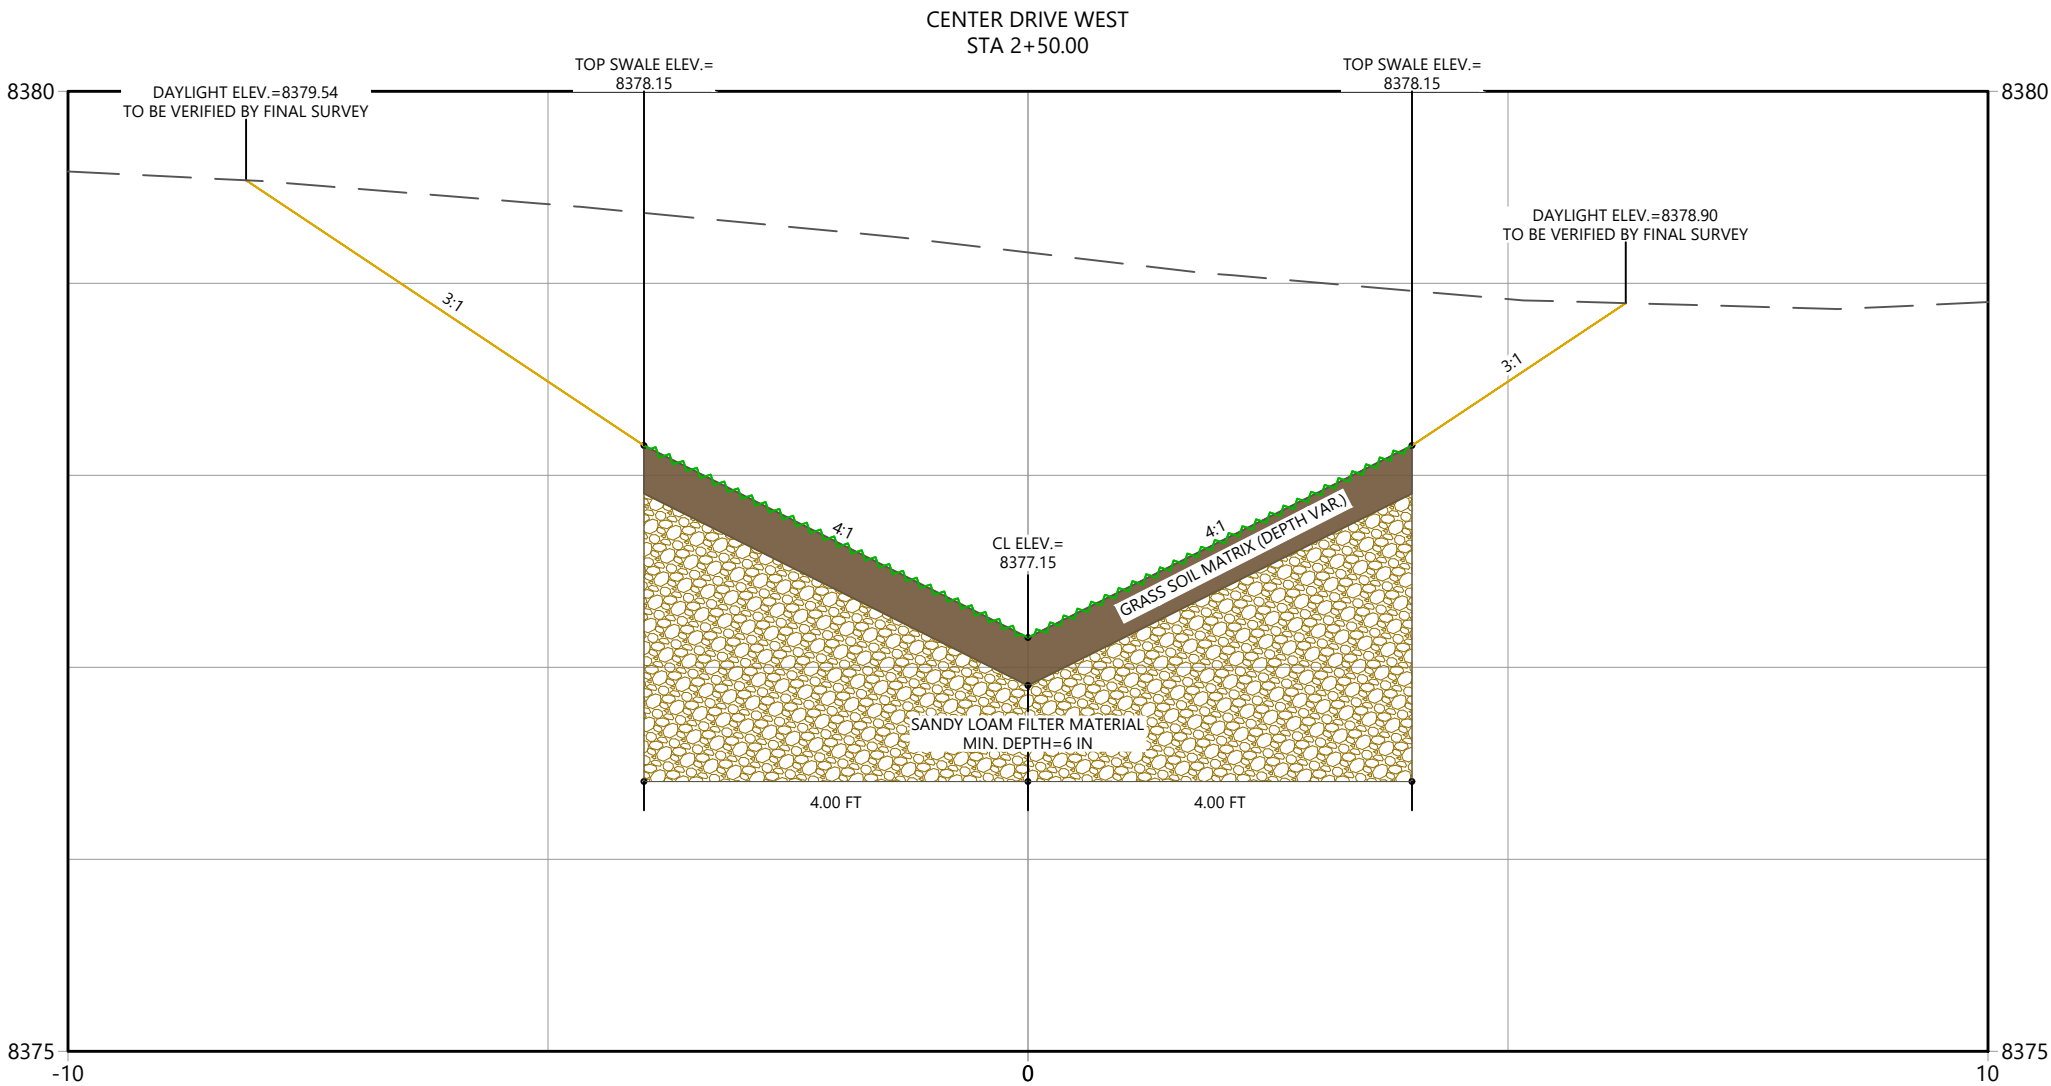 CENTER DRIVE WEST
STA 2+50.00
TOP SWALE ELEV.=
8378.15
TOP SWALE ELEV.=
8378.15
8380
8380
DAYLIGHT ELEV.=8379.54
TO BE VERIFIED BY FINAL SURVEY
DAYLIGHT ELEV.=8378.90
TO BE VERIFIED BY FINAL SURVEY
3:1
3:1
4:1
4:1
GRASS SOIL MATRIX (DEPTH VAR.)
CL ELEV.=
8377.15
SANDY LOAM FILTER MATERIAL
MIN. DEPTH=6 IN
4.00 FT
4.00 FT
8375
8375
-10
0
10